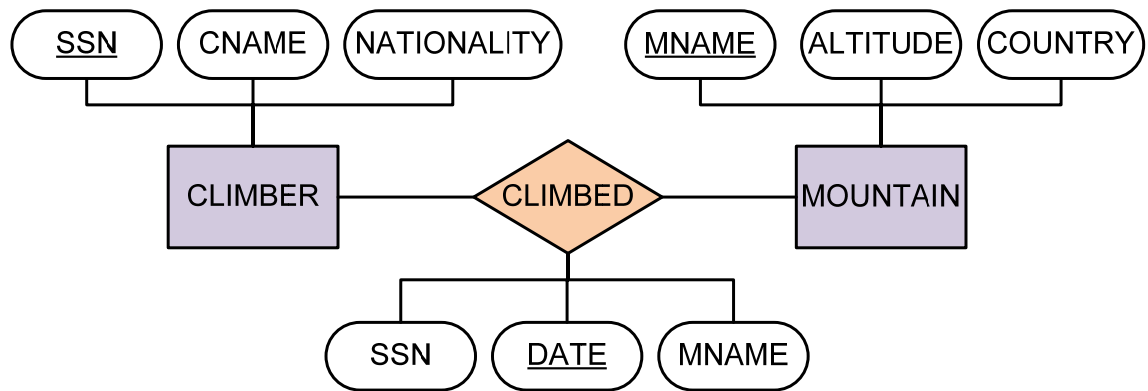 SSN CNAME NATIONALITY MNAME ALTITUDE COUNTRY
CLIMBER CLIMBED MOUNTAIN
SSN DATE MNAME